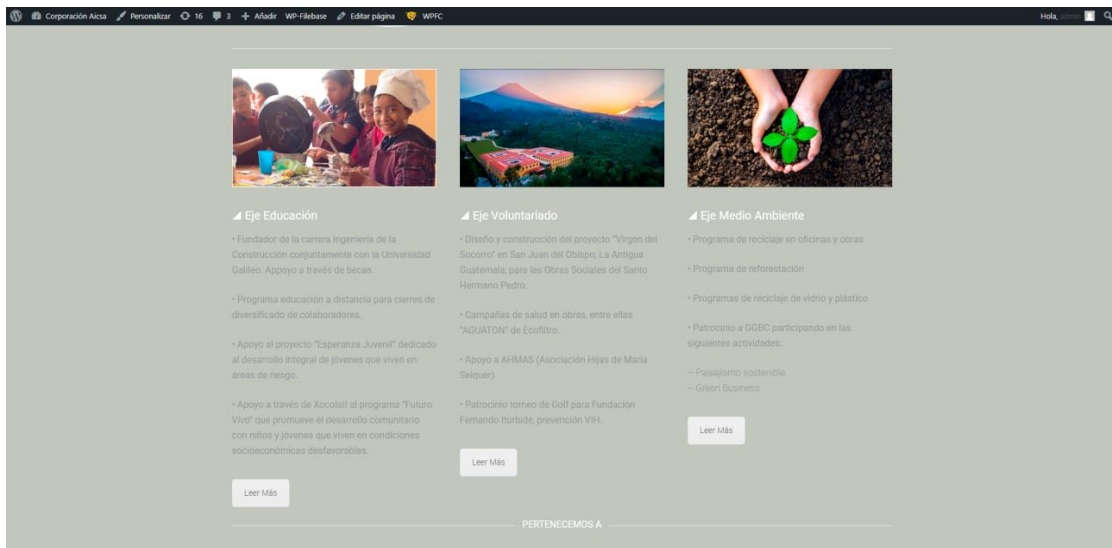 Corporación Aicsa Personalizar 16 3 Añadir WP-Filebase Editar página WPFC Hola, admin
Eje Educación
• Fundador de la carrera Ingeniería de la
Construcción conjuntamente con la Universidad
Galileo. Appoyo a través de becas.
• Programa educación a distancia para cierres de
diversificado de colaboradores.
• Apoyo al proyecto "Esperanza Juvenil" dedicado
al desarrollo integral de jóvenes que viven en
áreas de riesgo.
• Apoyo a través de Xocolatl al programa "Futuro
Vivo" que promueve el desarrollo comunitario
con niños y jóvenes que viven en condiciones
socioeconómicas desfavorables.
Leer Más
Eje Voluntariado
• Diseño y construcción del proyecto "Virgen del
Socorro" en San Juan del Obispo, La Antigua
Guatemala, para las Obras Sociales del Santo
Hermano Pedro.
• Campañas de salud en obras, entre ellas
"AGUATON" de Ecofiltro.
• Apoyo a AHMAS (Asociación Hijas de María
Seiquer).
• Patrocinio torneo de Golf para Fundación
Fernando Iturbide, prevención VIH.
Leer Más
Eje Medio Ambiente
• Programa de reciclaje en oficinas y obras
• Programa de reforestación
• Programas de reciclaje de vidrio y plástico
• Patrocinio a GGBC participando en las
siguientes actividades:
– Paisajismo sostenible
– Green Business
Leer Más
PERTENECEMOS A